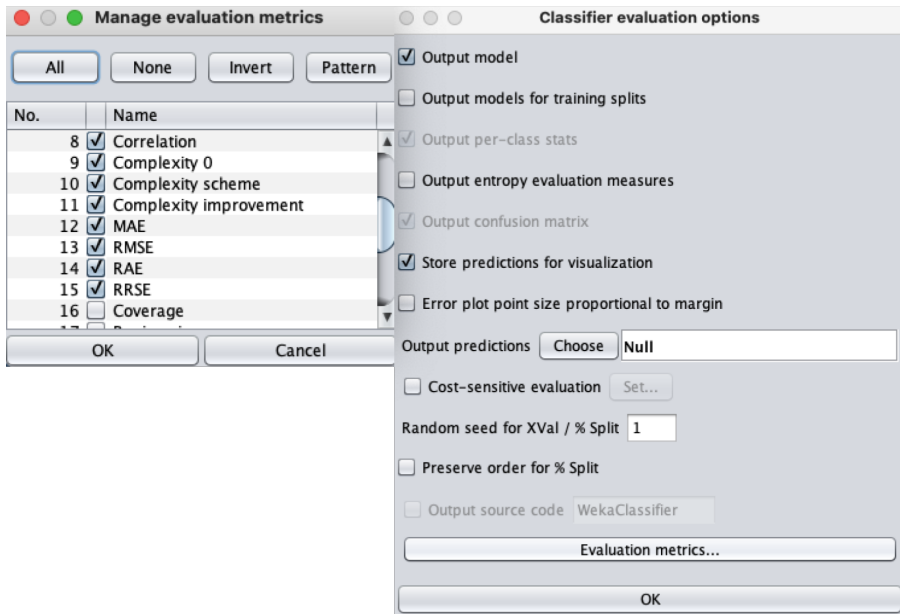 Manage evaluation metrics
All None Invert Pattern
No. Name
8 Correlation
9 Complexity 0
10 Complexity scheme
11 Complexity improvement
12 MAE
13 RMSE
14 RAE
15 RRSE
16 Coverage
OK Cancel
Classifier evaluation options
Output model
Output models for training splits
Output per-class stats
Output entropy evaluation measures
Output confusion matrix
Store predictions for visualization
Error plot point size proportional to margin
Output predictions Choose Null
Cost-sensitive evaluation Set...
Random seed for XVal / % Split 1
Preserve order for % Split
Output source code WekaClassifier
Evaluation metrics...
OK